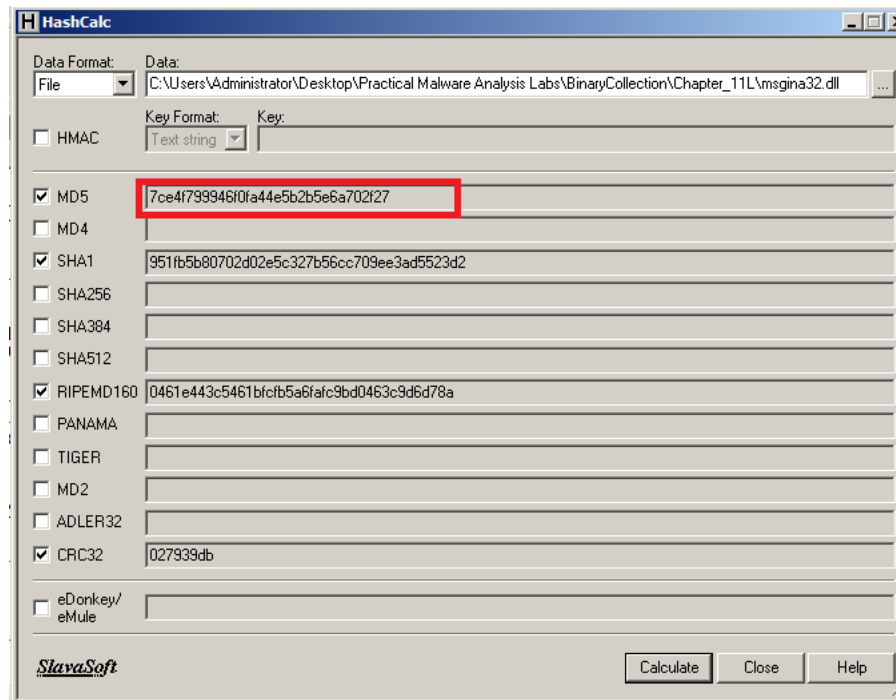 HashCalc
Data Format: Data:
File C:\Users\Administrator\Desktop\Practical Malware Analysis Labs\BinaryCollection\Chapter_11L\msgina32.dll ...
Key Format: Key:
HMAC Text string
MD5 7ce4f799946f0fa44e5b2b5e6a702f27
MD4
SHA1 951fb5b80702d02e5c327b56cc709ee3ad5523d2
SHA256
SHA384
SHA512
RIPEMD160 0461e443c5461bfcfb5a6fafc9bd0463c9d6d78a
PANAMA
TIGER
MD2
ADLER32
CRC32 027939db
eDonkey/
eMule
SlavaSoft Calculate Close Help